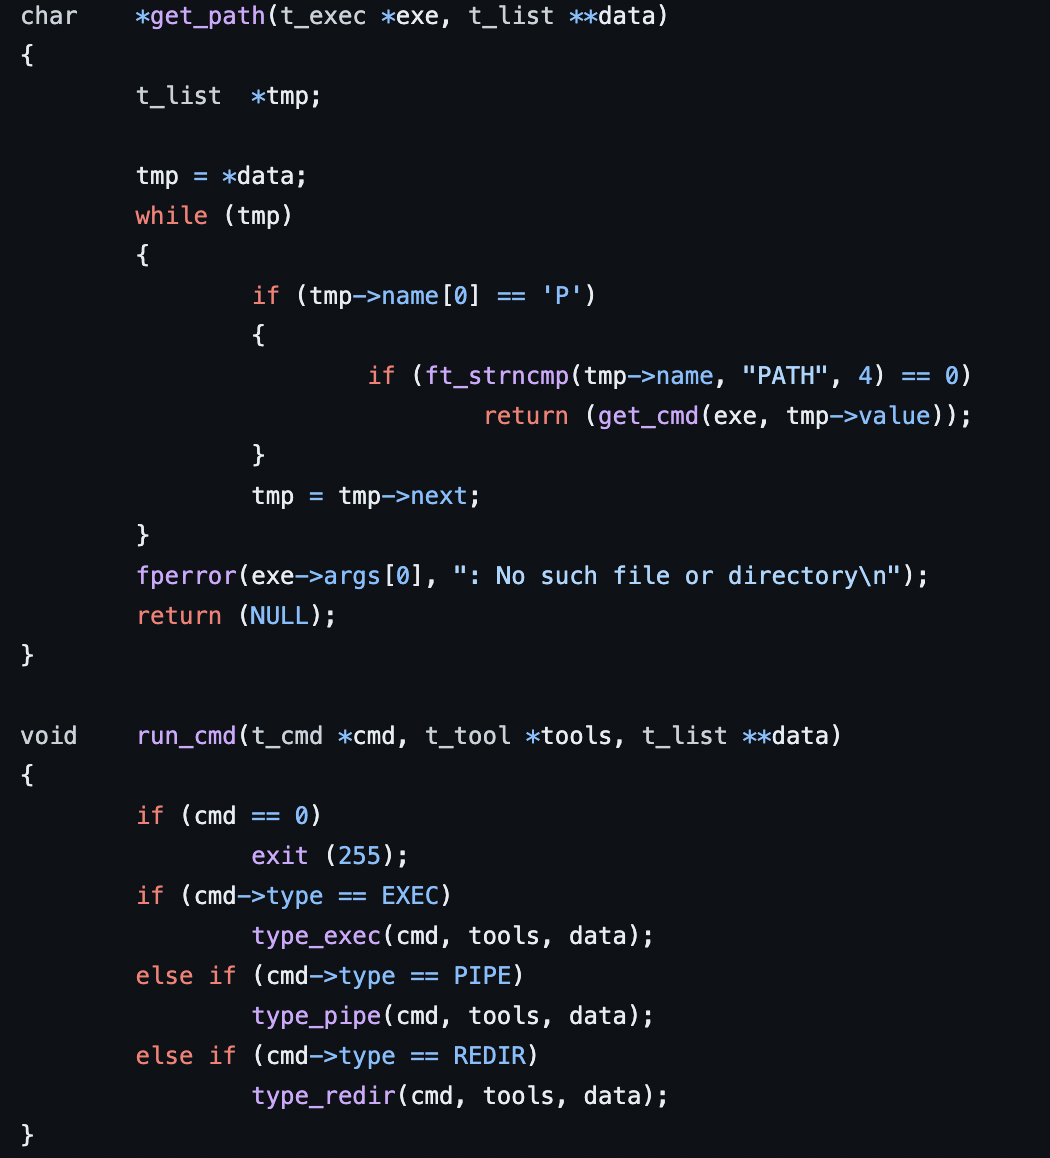 char    *get_path(t_exec *exe, t_list **data)
{
        t_list  *tmp;

        tmp = *data;
        while (tmp)
        {
                if (tmp->name[0] == 'P')
                {
                        if (ft_strncmp(tmp->name, "PATH", 4) == 0)
                                return (get_cmd(exe, tmp->value));
                }
                tmp = tmp->next;
        }
        fperror(exe->args[0], ": No such file or directory\n");
        return (NULL);
}

void    run_cmd(t_cmd *cmd, t_tool *tools, t_list **data)
{
        if (cmd == 0)
                exit (255);
        if (cmd->type == EXEC)
                type_exec(cmd, tools, data);
        else if (cmd->type == PIPE)
                type_pipe(cmd, tools, data);
        else if (cmd->type == REDIR)
                type_redir(cmd, tools, data);
}